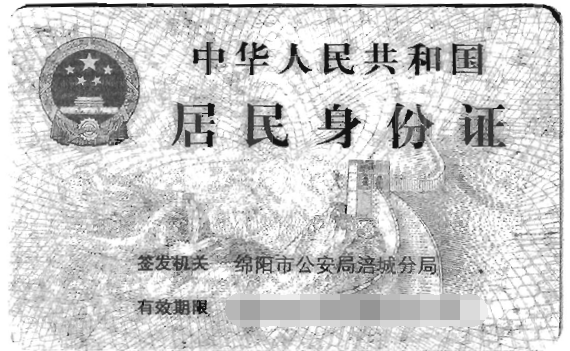 中华人民共和国
居民身份证
签发机关 绵阳市公安局涪城分局
有效期限